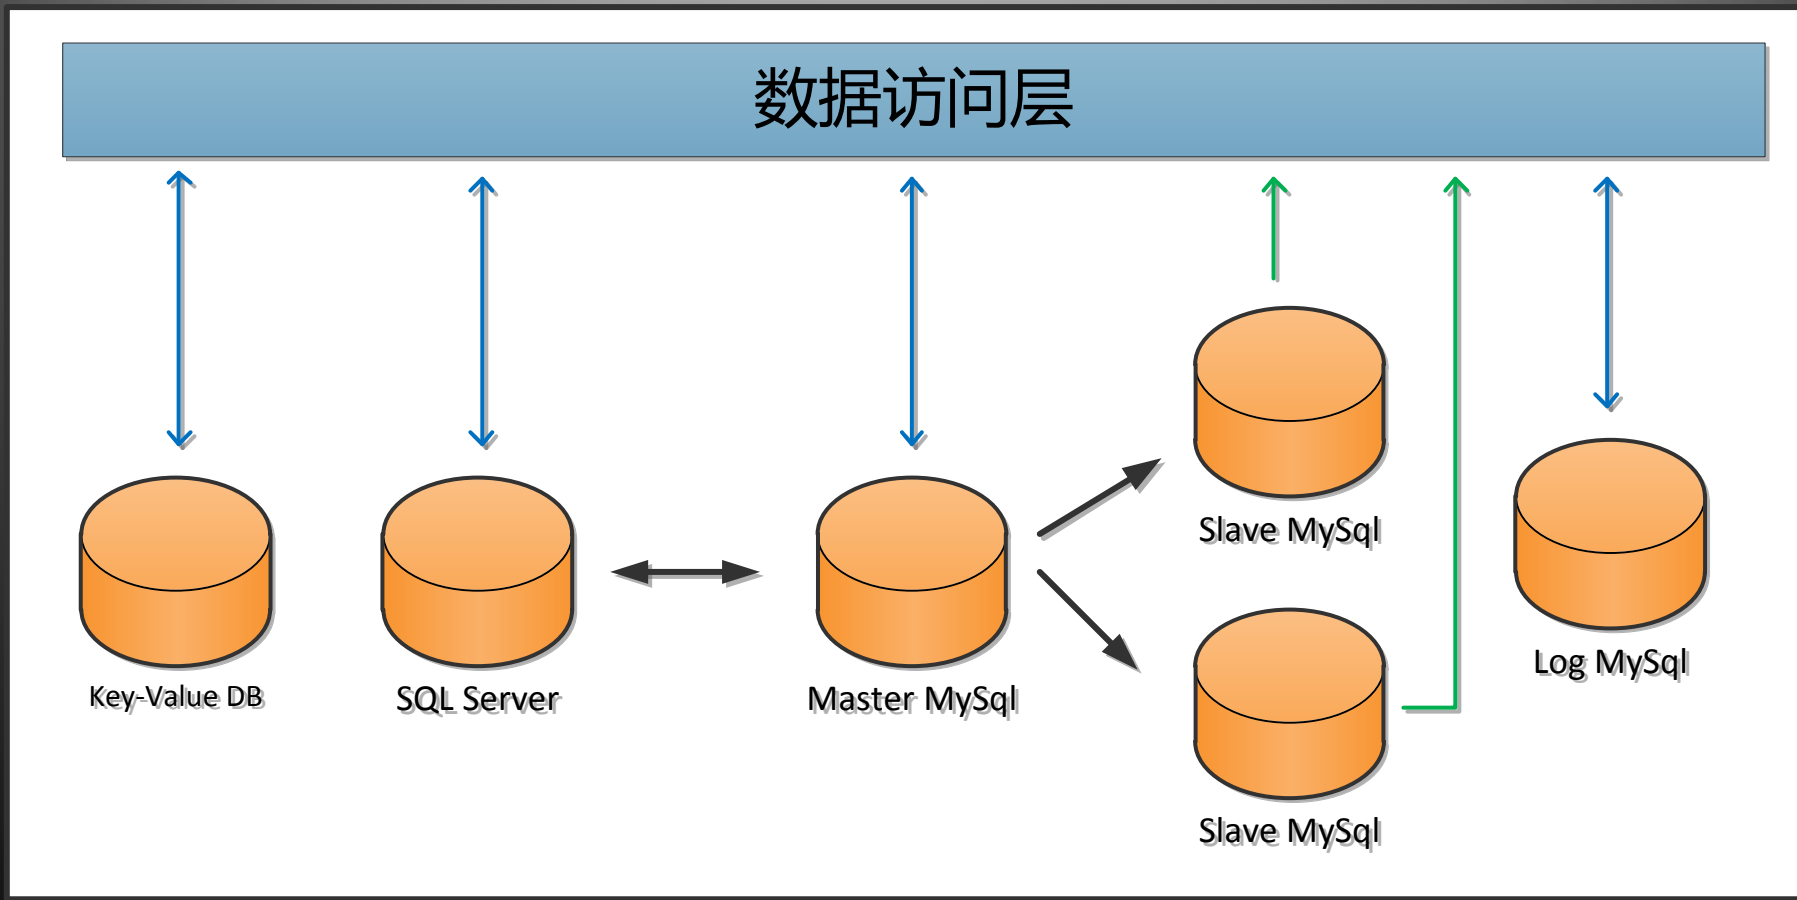 数据访问层
Slave MySql
Log MySql
Key-Value DB
SQL Server
Master MySql
Slave MySql